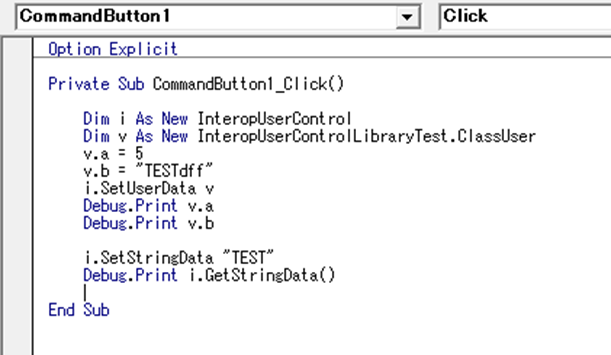 CommandButton1 Click
Option Explicit
Private Sub CommandButton1_Click()
Dim i As New InteropUserControl
Dim v As New InteropUserControlLibraryTest.ClassUser
v.a = 5
v.b = "TESTdff"
i.SetUserData v
Debug.Print v.a
Debug.Print v.b
i.SetStringData "TEST"
Debug.Print i.GetStringData()
End Sub